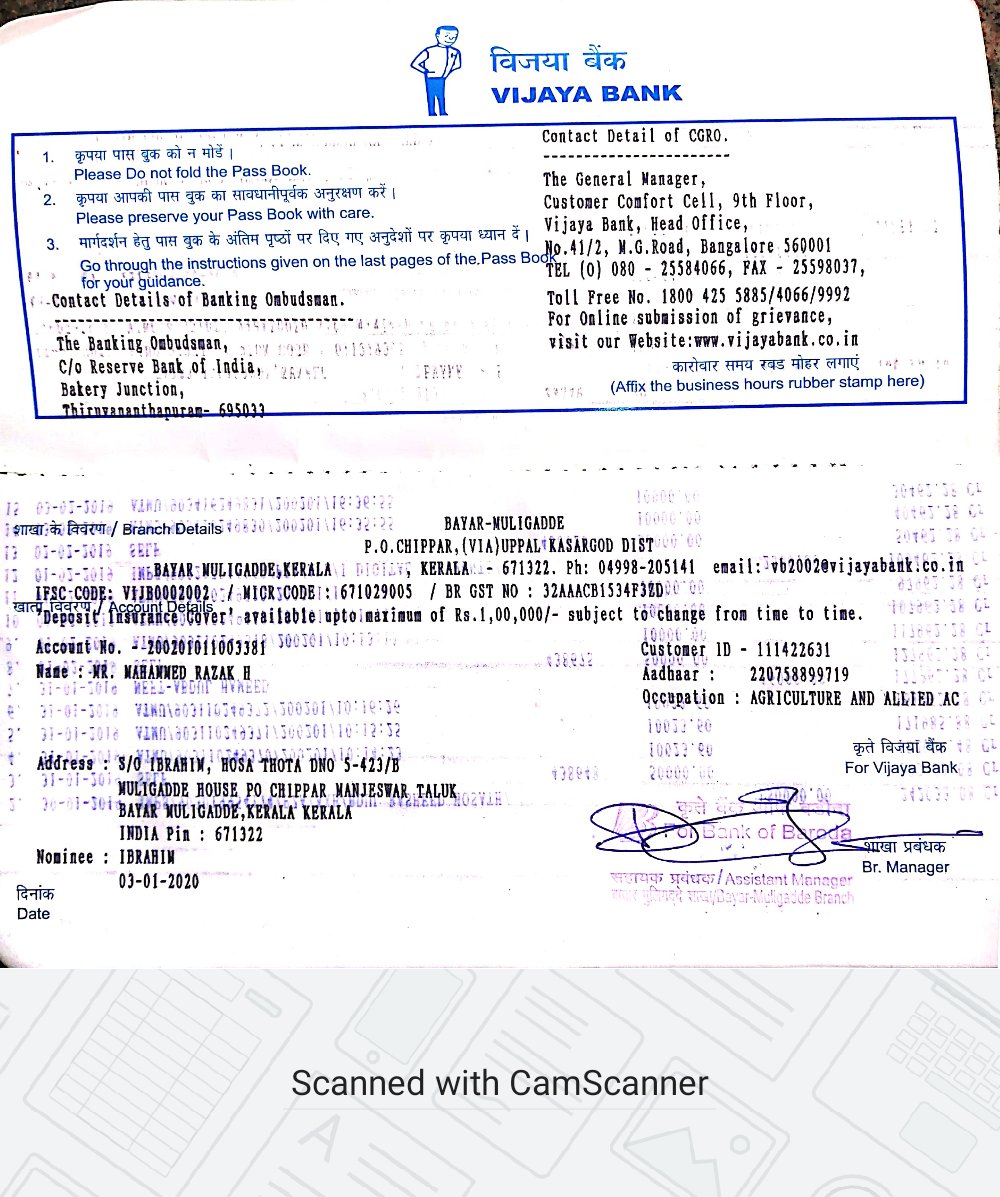 विजया बैंक
VIJAYA BANK
1. कृपया पास बुक को न मोडें।
Please Do not fold the Pass Book.
2. कृपया आपकी पास बुक का सावधानीपूर्वक अनुरक्षण करें।
Please preserve your Pass Book with care.
3. मार्गदर्शन हेतु पास बुक के अंतिम पृष्ठों पर दिए गए अनुदेशों पर कृपया ध्यान दें।
Go through the instructions given on the last pages of the Pass Book
for your guidance.
Contact Details of Banking Ombudsman.
The Banking Ombudsman,
C/o Reserve Bank of India,
Bakery Junction,
Thiruvananthapuram- 695033
Contact Detail of CGRO.
The General Manager,
Customer Comfort Cell, 9th Floor,
Vijaya Bank, Head Office,
No.41/2, M.G.Road, Bangalore 560001
TEL (O) 080 - 25584066, FAX - 25598037,
Toll Free No. 1800 425 5885/4066/9992
For Online submission of grievance,
visit our Website:www.vijayabank.co.in
कारोबार समय रबड मोहर लगाएं
(Affix the business hours rubber stamp here)
शाखा के विवरण / Branch Details
BAYAR-MULIGADDE
P.O.CHIPPAR,(VIA)UPPAL KASARGOD DIST
BAYAR MULIGADDE,KERALA , KERALA - 671322. Ph: 04998-205141 email: vb2002@vijayabank.co.in
IFSC CODE: VIJB0002002 / MICR CODE : 671029005 / BR GST NO : 32AAACB1534F3ZD
खाता विवरण / Account Details
'Deposit Insurance Cover' available upto maximum of Rs.1,00,000/- subject to change from time to time.
Account No. - 200201011003381
Customer ID - 111422631
Name : MR. MAHAMMED RAZAK H
Aadhaar : 220758899719
Occupation : AGRICULTURE AND ALLIED AC
Address : S/O IBRAHIM, HOSA THOTA DNO 5-423/B
MULIGADDE HOUSE PO CHIPPAR MANJESWAR TALUK
BAYAR MULIGADDE,KERALA KERALA
INDIA Pin : 671322
Nominee : IBRAHIM
03-01-2020
दिनांक
Date
कृते विजया बैंक
For Vijaya Bank
कृते बैंक ऑफ बड़ौदा
For Bank of Baroda
शाखा प्रबंधक
Br. Manager
सहायक प्रबंधक/Assistant Manager
Bayar-Muligadde Branch
Scanned with CamScanner